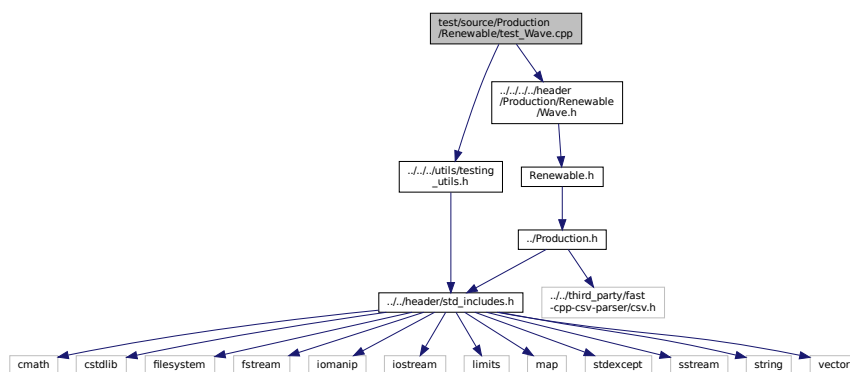 test/source/Production
/Renewable/test_Wave.cpp
../../../../header
/Production/Renewable
/Wave.h
../../../utils/testing
_utils.h
Renewable.h
../Production.h
../../header/std_includes.h
../../third_party/fast
-cpp-csv-parser/csv.h
cmath
cstdlib
filesystem
fstream
iomanip
iostream
limits
map
stdexcept
sstream
string
vector